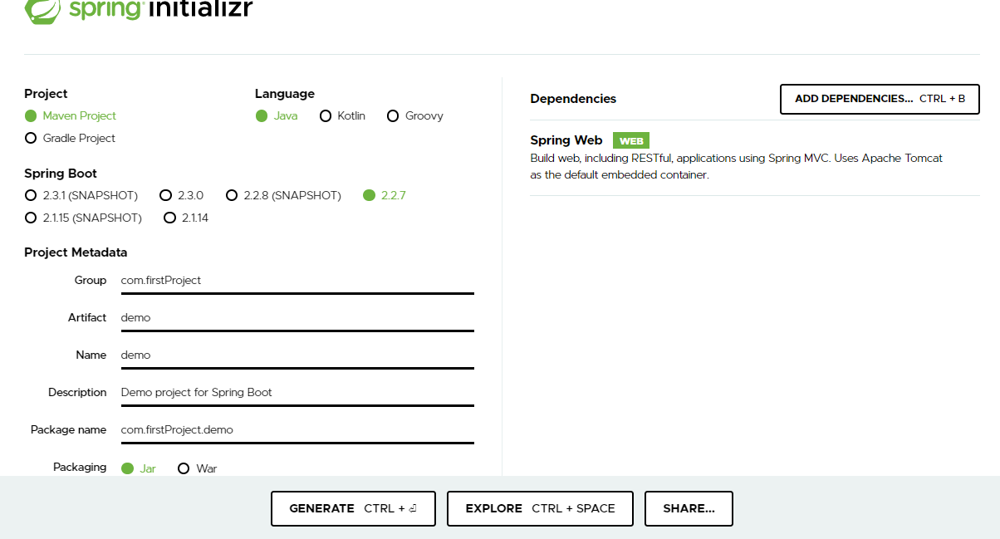 spring initializr
Project
Maven Project
Gradle Project
Language
Java Kotlin Groovy
Spring Boot
2.3.1 (SNAPSHOT) 2.3.0 2.2.8 (SNAPSHOT) 2.2.7
2.1.15 (SNAPSHOT) 2.1.14
Project Metadata
Group com.firstProject
Artifact demo
Name demo
Description Demo project for Spring Boot
Package name com.firstProject.demo
Packaging Jar War
Dependencies ADD DEPENDENCIES... CTRL + B
Spring Web WEB
Build web, including RESTful, applications using Spring MVC. Uses Apache Tomcat
as the default embedded container.
GENERATE CTRL + ⏎ EXPLORE CTRL + SPACE SHARE...